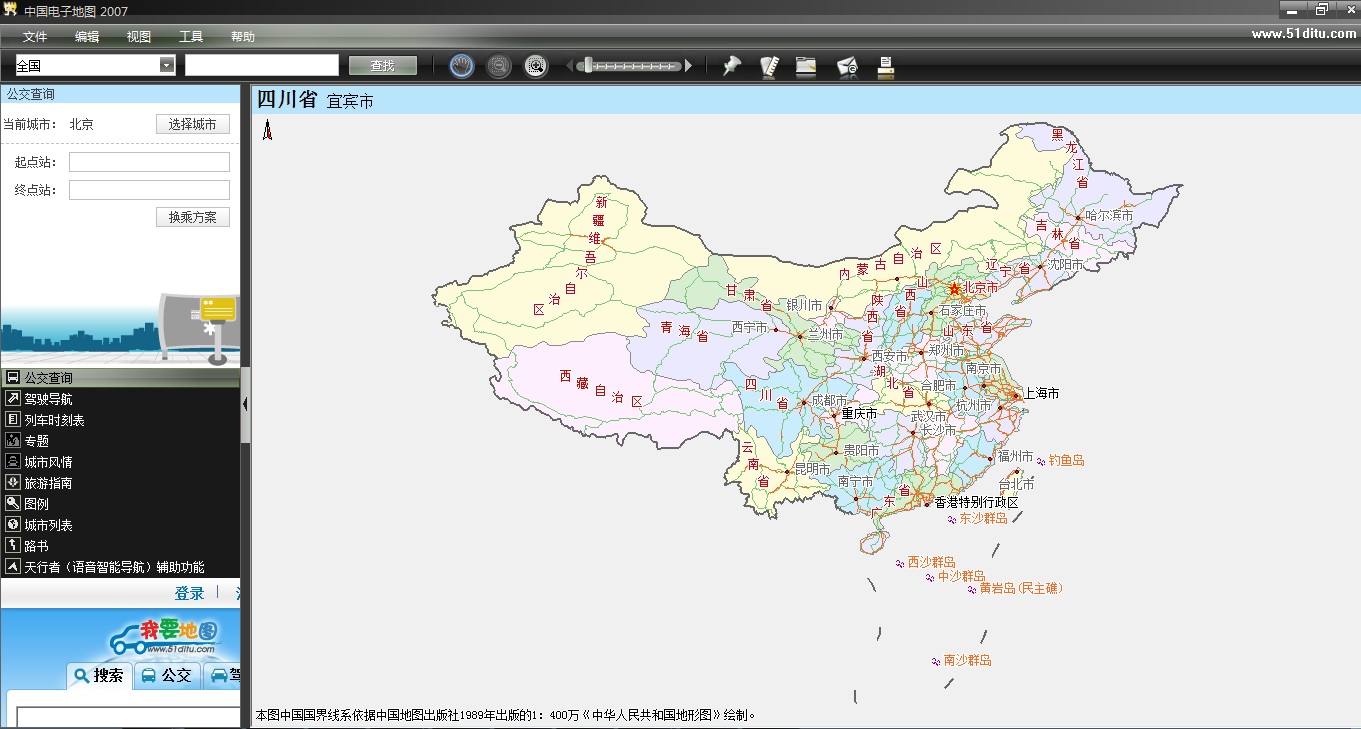 中国电子地图 2007
文件 编辑 视图 工具 帮助
www.51ditu.com
全国 查找
公交查询
当前城市： 北京 选择城市
起点站：
终点站：
换乘方案
公交查询
驾驶导航
列车时刻表
专题
城市风情
旅游指南
图例
城市列表
路书
天行者（语音智能导航）辅助功能
登录
我要地图
www.51ditu.com
搜索 公交 驾
四川省 宜宾市
黑龙江省
哈尔滨市
吉林省
辽宁省
沈阳市
内蒙古自治区
新疆维吾尔自治区
甘肃省
银川市
陕西省
山西省
北京市
石家庄市
山东省
青海省
西宁市
兰州市
西安市
郑州市
南京市
合肥市
上海市
杭州市
湖北省
武汉市
长沙市
西藏自治区
四川省
成都市
重庆市
贵阳市
云南省
昆明市
南宁市
广东省
福州市
钓鱼岛
台北市
香港特别行政区
东沙群岛
西沙群岛
中沙群岛
黄岩岛(民主礁)
南沙群岛
本图中国国界线系依据中国地图出版社1989年出版的1：400万《中华人民共和国地形图》绘制。